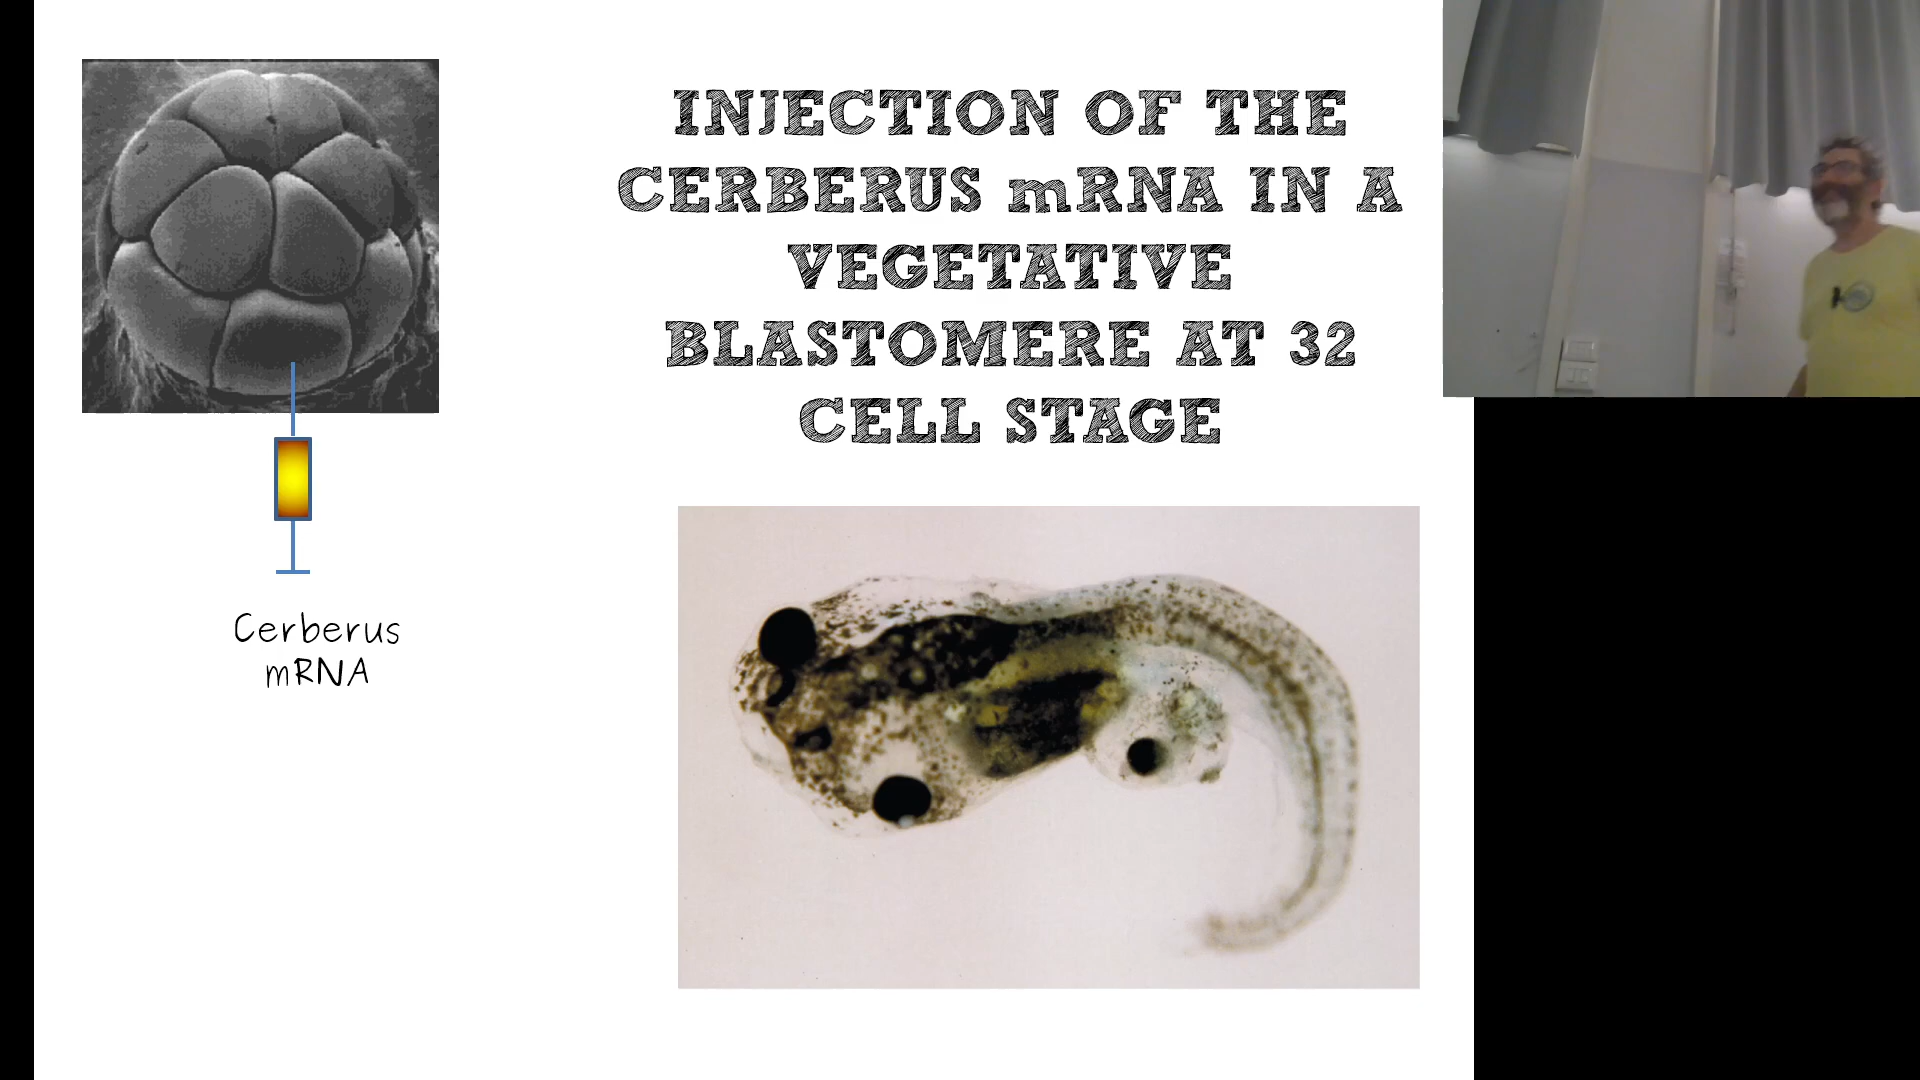 INJECTION OF THE
CERBERUS mRNA IN A
VEGETATIVE
BLASTOMERE AT 32
CELL STAGE
Cerberus
mRNA